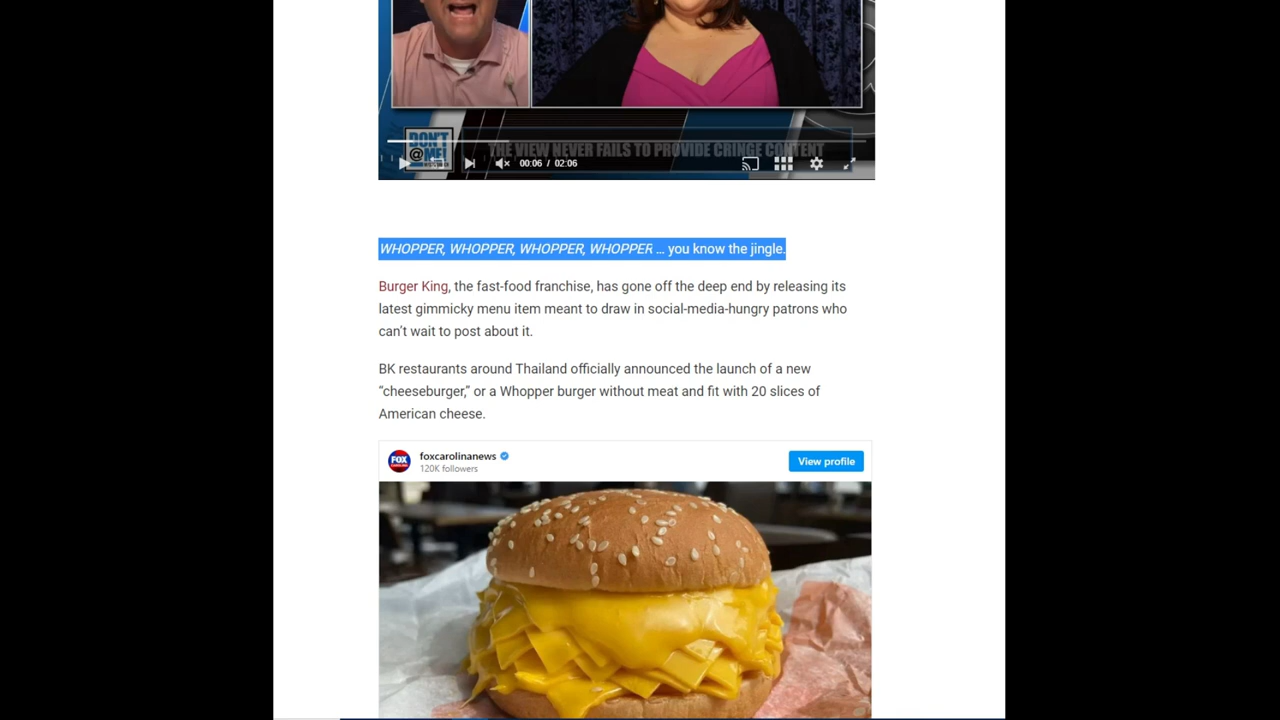 DON'T
@ME!
THE VIEW NEVER FAILS TO PROVIDE CRINGE CONTENT
00:06 / 02:06
WHOPPER, WHOPPER, WHOPPER, WHOPPER … you know the jingle.
Burger King, the fast-food franchise, has gone off the deep end by releasing its
latest gimmicky menu item meant to draw in social-media-hungry patrons who
can’t wait to post about it.
BK restaurants around Thailand officially announced the launch of a new
“cheeseburger,” or a Whopper burger without meat and fit with 20 slices of
American cheese.
FOX
foxcarolinanews
120K followers
View profile